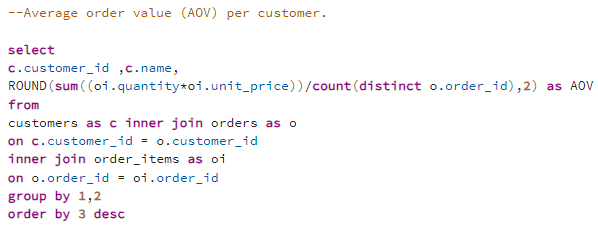 --Average order value (AOV) per customer.
select
c.customer_id ,c.name,
ROUND(sum((oi.quantity*oi.unit_price))/count(distinct o.order_id),2) as AOV
from
customers as c inner join orders as o
on c.customer_id = o.customer_id
inner join order_items as oi
on o.order_id = oi.order_id
group by 1,2
order by 3 desc